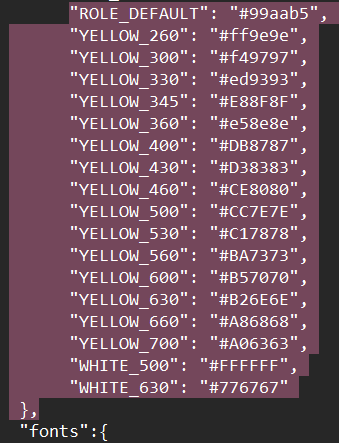 "ROLE_DEFAULT": "#99aab5",
"YELLOW_260": "#ff9e9e",
"YELLOW_300": "#f49797",
"YELLOW_330": "#ed9393",
"YELLOW_345": "#E88F8F",
"YELLOW_360": "#e58e8e",
"YELLOW_400": "#DB8787",
"YELLOW_430": "#D38383",
"YELLOW_460": "#CE8080",
"YELLOW_500": "#CC7E7E",
"YELLOW_530": "#C17878",
"YELLOW_560": "#BA7373",
"YELLOW_600": "#B57070",
"YELLOW_630": "#B26E6E",
"YELLOW_660": "#A86868",
"YELLOW_700": "#A06363",
"WHITE_500": "#FFFFFF",
"WHITE_630": "#776767"
},
"fonts":{